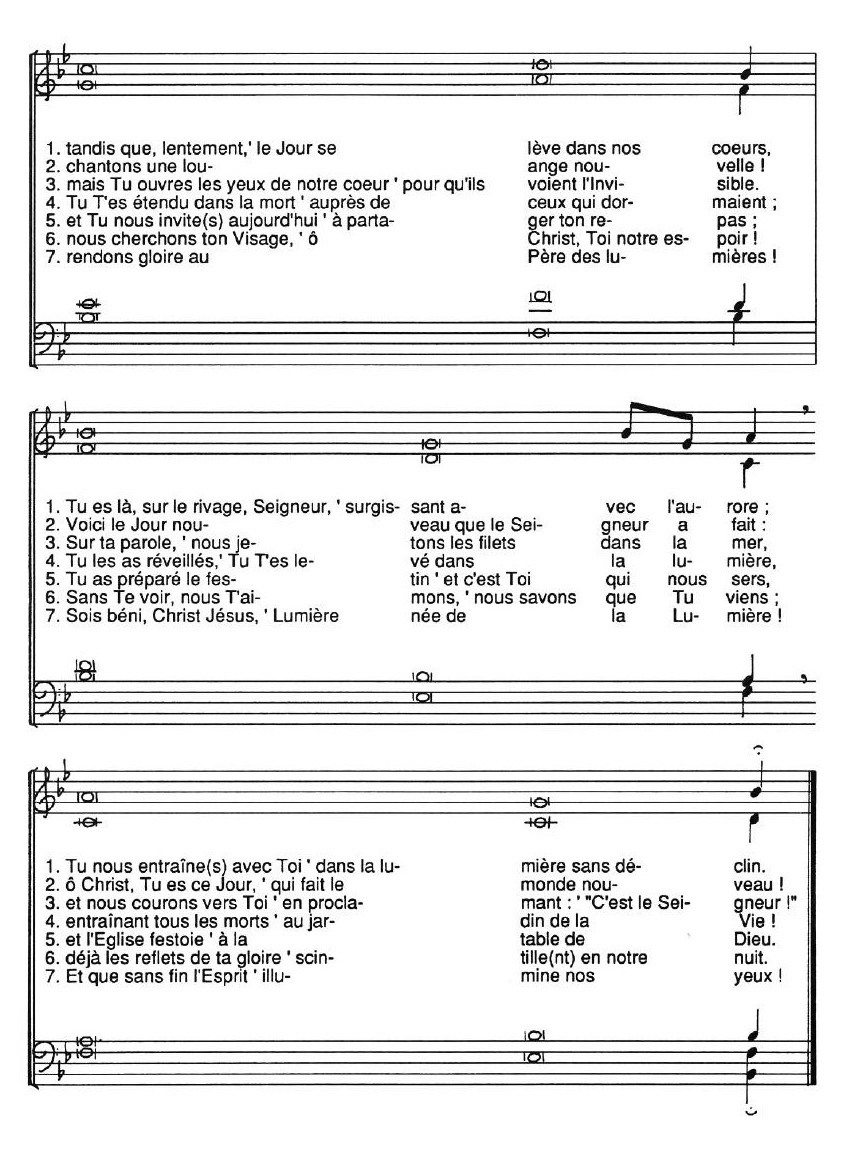 1. tandis que, lentement,' le Jour se lève dans nos coeurs,
2. chantons une lou- ange nou- velle !
3. mais Tu ouvres les yeux de notre coeur ' pour qu'ils voient l'Invi- sible.
4. Tu T'es étendu dans la mort ' auprès de ceux qui dor- maient ;
5. et Tu nous invite(s) aujourd'hui ' à parta- ger ton re- pas ;
6. nous cherchons ton Visage, ' ô Christ, Toi notre es- poir !
7. rendons gloire au Père des lu- mières !
1. Tu es là, sur le rivage, Seigneur, ' surgis- sant a- vec l'au- rore ;
2. Voici le Jour nou- veau que le Sei- gneur a fait :
3. Sur ta parole, ' nous je- tons les filets dans la mer,
4. Tu les as réveillés,' Tu T'es le- vé dans la lu- mière,
5. Tu as préparé le fes- tin ' et c'est Toi qui nous sers,
6. Sans Te voir, nous T'ai- mons, ' nous savons que Tu viens ;
7. Sois béni, Christ Jésus, ' Lumière née de la Lu- mière !
1. Tu nous entraîne(s) avec Toi ' dans la lu- mière sans dé- clin.
2. ô Christ, Tu es ce Jour, ' qui fait le monde nou- veau !
3. et nous courons vers Toi ' en procla- mant : ' "C'est le Sei- gneur !"
4. entraînant tous les morts ' au jar- din de la Vie !
5. et l'Eglise festoie ' à la table de Dieu.
6. déjà les reflets de ta gloire ' scin- tille(nt) en notre nuit.
7. Et que sans fin l'Esprit ' illu- mine nos yeux !